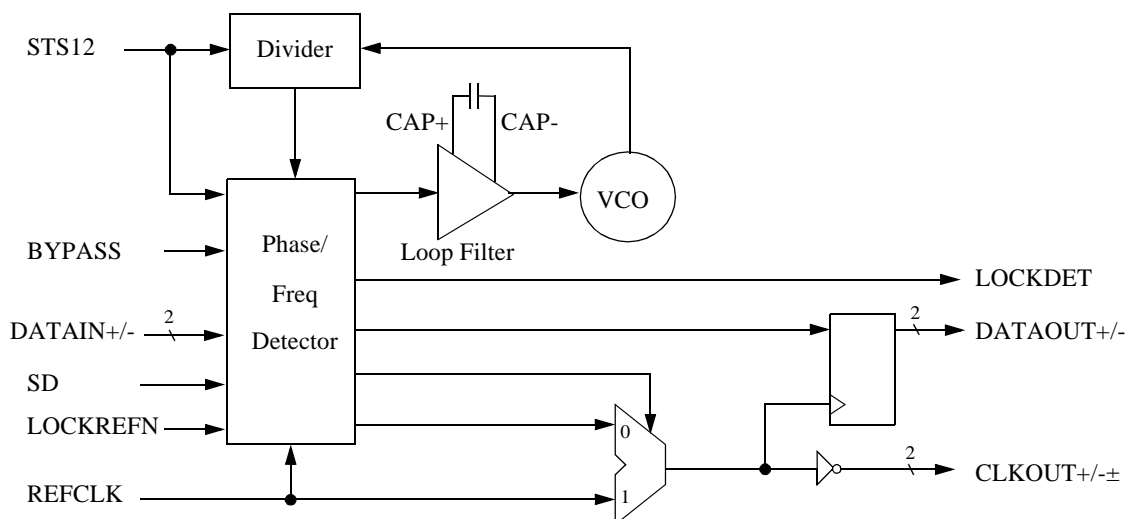 STS12
Divider
CAP+
CAP-
VCO
Loop Filter
BYPASS
Phase/
Freq
Detector
LOCKDET
DATAIN+/-
2
2
DATAOUT+/-
SD
LOCKREFN
0
1
2
CLKOUT+/-±
REFCLK